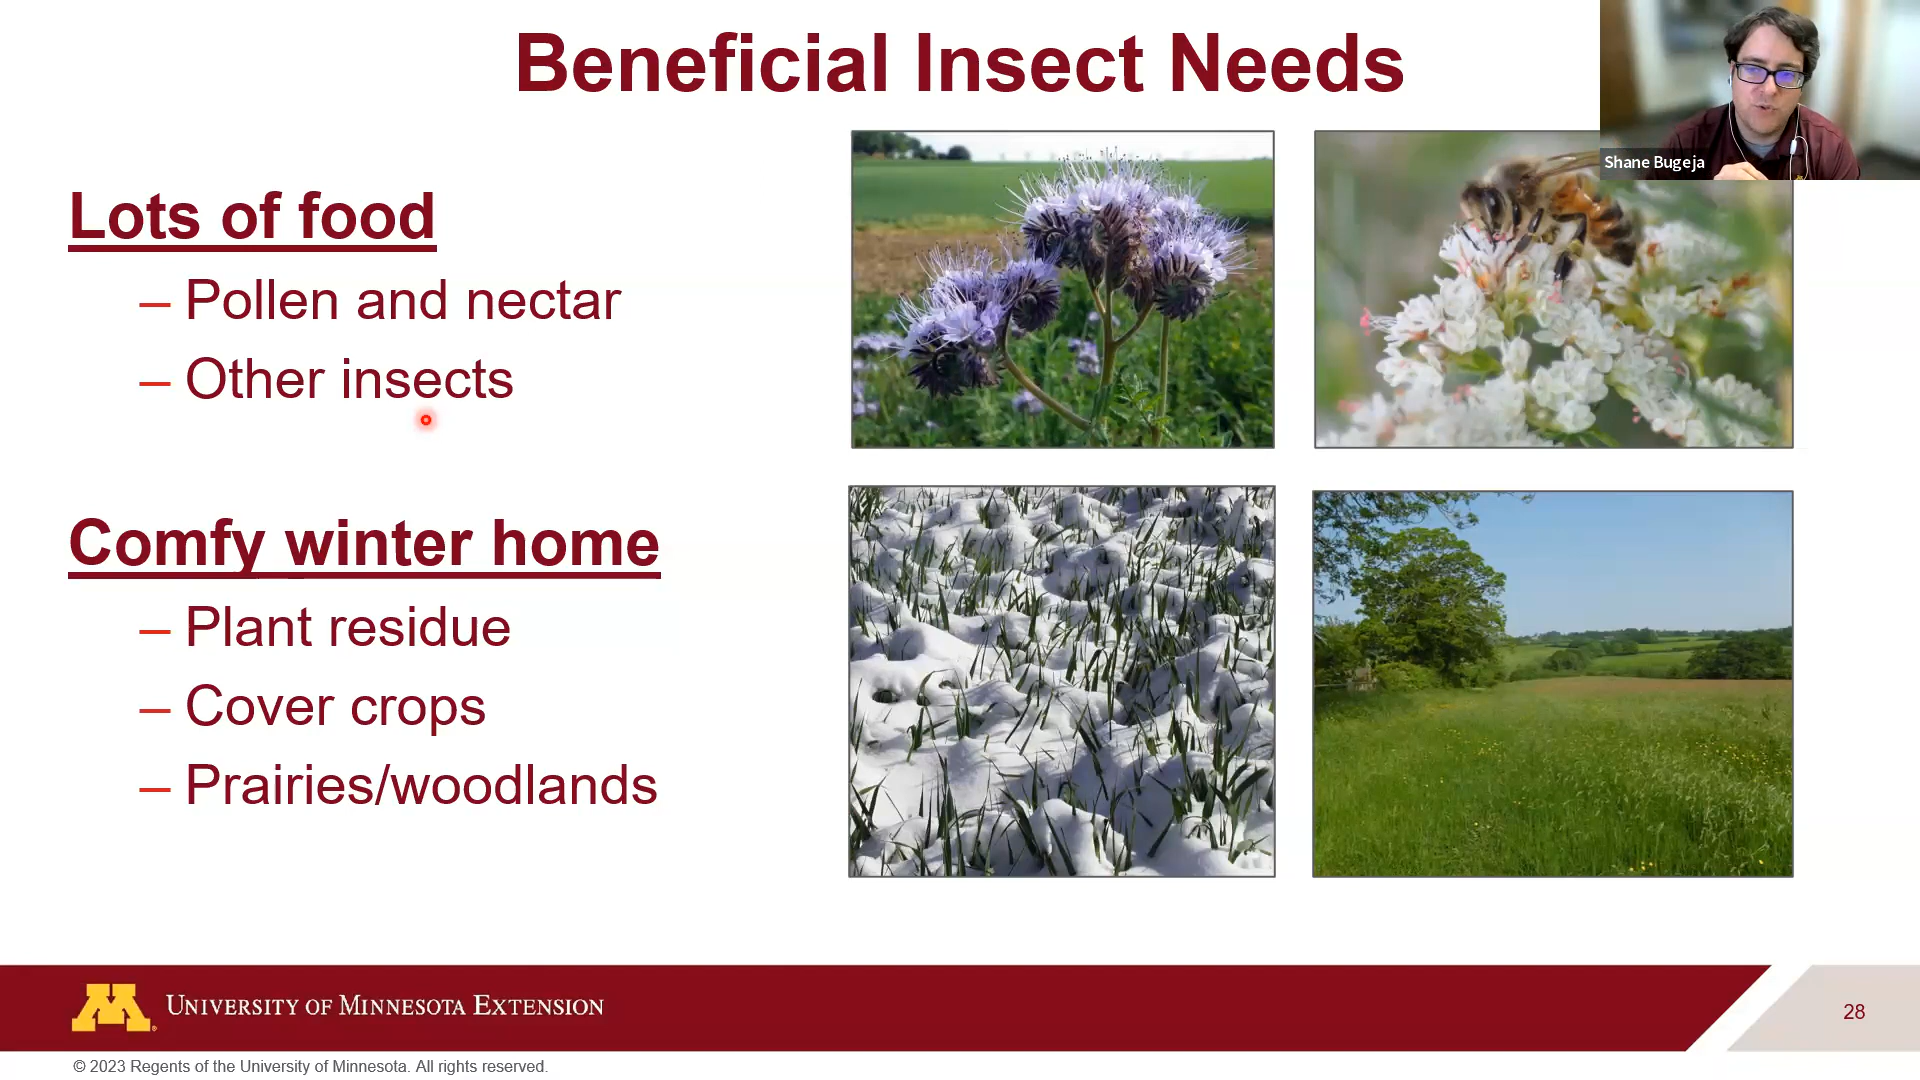 Beneficial Insect Needs
Shane Bugeja
Lots of food
– Pollen and nectar
– Other insects
Comfy winter home
– Plant residue
– Cover crops
– Prairies/woodlands
M® UNIVERSITY OF MINNESOTA EXTENSION
28
© 2023 Regents of the University of Minnesota. All rights reserved.